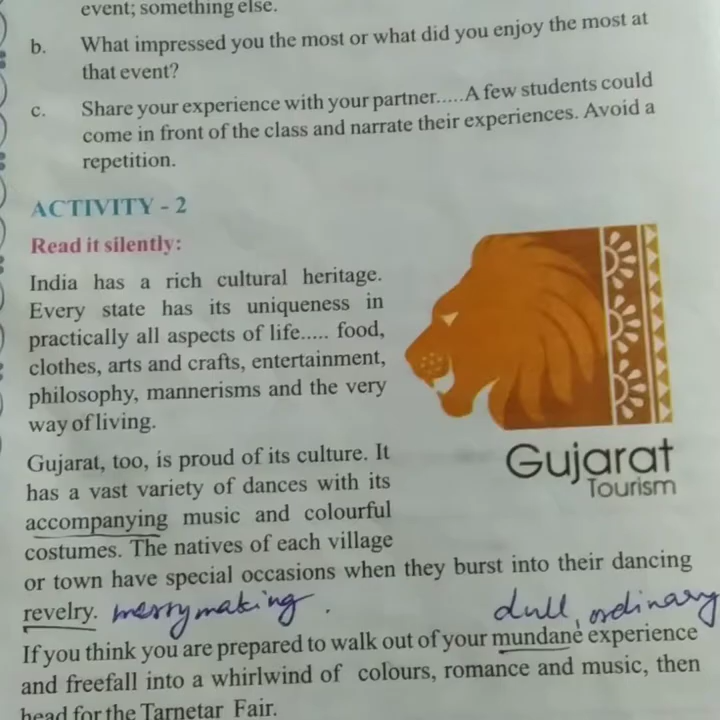 event; something else.
b. What impressed you the most or what did you enjoy the most at
that event?
c. Share your experience with your partner.....A few students could
come in front of the class and narrate their experiences. Avoid a
repetition.
ACTIVITY - 2
Read it silently:
India has a rich cultural heritage.
Every state has its uniqueness in
practically all aspects of life..... food,
clothes, arts and crafts, entertainment,
philosophy, mannerisms and the very
way of living.
Gujarat
Tourism
Gujarat, too, is proud of its culture. It
has a vast variety of dances with its
accompanying music and colourful
costumes. The natives of each village
or town have special occasions when they burst into their dancing
revelry. merrymaking.
dull, ordinary
If you think you are prepared to walk out of your mundane experience
and freefall into a whirlwind of colours, romance and music, then
head for the Tarnetar Fair.